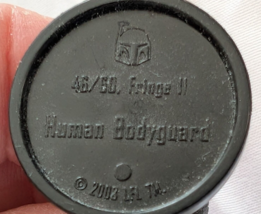 46/60, Fringe II
Human Bodyguard
© 2003 LFL TM.